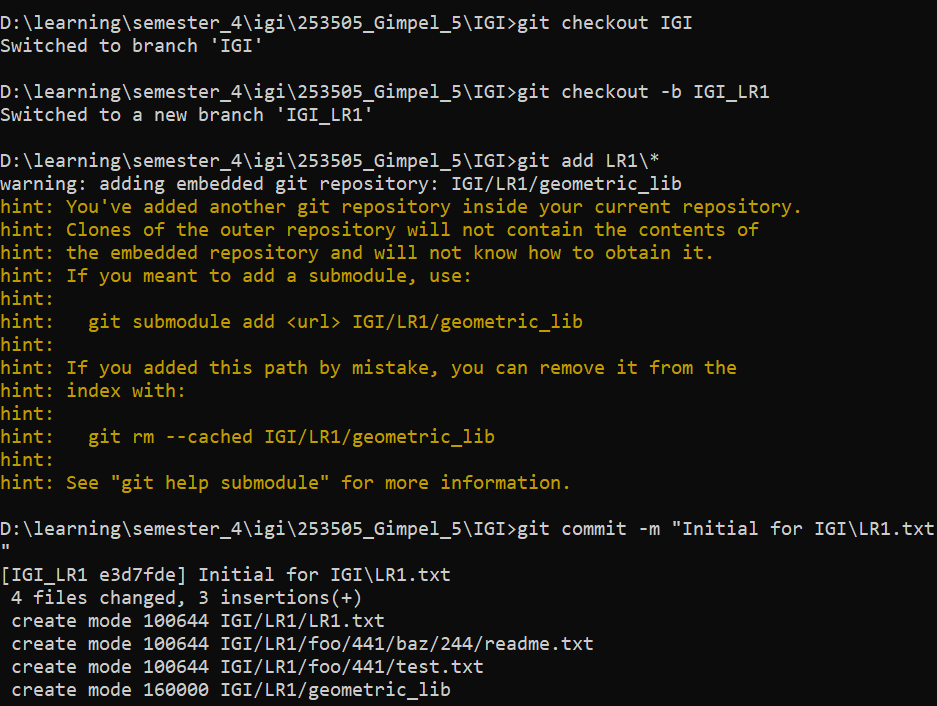 D:\learning\semester_4\igi\253505_Gimpel_5\IGI>git checkout IGI
Switched to branch 'IGI'
D:\learning\semester_4\igi\253505_Gimpel_5\IGI>git checkout -b IGI_LR1
Switched to a new branch 'IGI_LR1'
D:\learning\semester_4\igi\253505_Gimpel_5\IGI>git add LR1\*
warning: adding embedded git repository: IGI/LR1/geometric_lib
hint: You've added another git repository inside your current repository.
hint: Clones of the outer repository will not contain the contents of
hint: the embedded repository and will not know how to obtain it.
hint: If you meant to add a submodule, use:
hint:
hint:   git submodule add <url> IGI/LR1/geometric_lib
hint:
hint: If you added this path by mistake, you can remove it from the
hint: index with:
hint:
hint:   git rm --cached IGI/LR1/geometric_lib
hint:
hint: See "git help submodule" for more information.
D:\learning\semester_4\igi\253505_Gimpel_5\IGI>git commit -m "Initial for IGI\LR1.txt
"
[IGI_LR1 e3d7fde] Initial for IGI\LR1.txt
 4 files changed, 3 insertions(+)
 create mode 100644 IGI/LR1/LR1.txt
 create mode 100644 IGI/LR1/foo/441/baz/244/readme.txt
 create mode 100644 IGI/LR1/foo/441/test.txt
 create mode 160000 IGI/LR1/geometric_lib